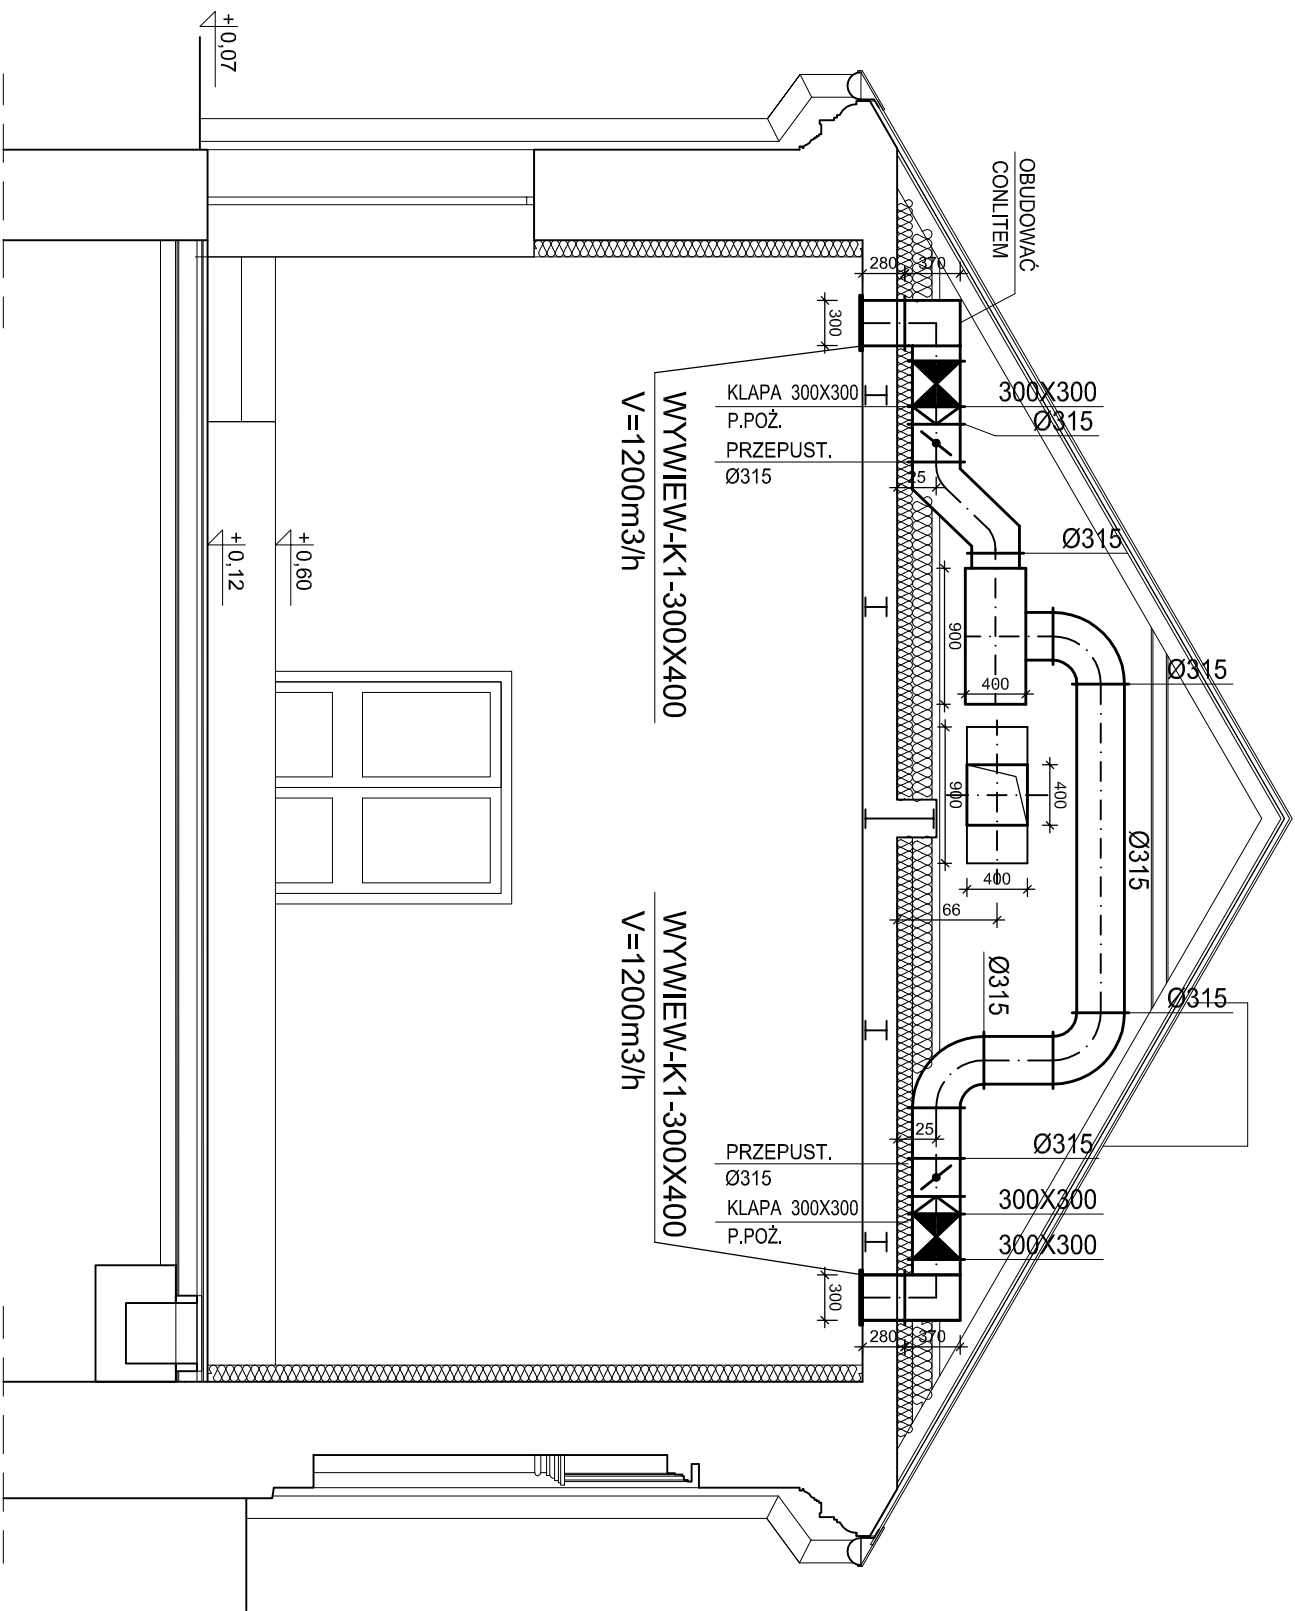 +0,07
OBUDOWAĆ
CONLITEM
280
370
300
300X300
Ø315
KLAPA 300X300
P.POŻ.
PRZEPUST.
Ø315
25
Ø315
WYWIEW-K1-300X400
V=1200m3/h
+0,12
+0,60
900
400
Ø315
900
400
400
Ø315
66
Ø315
Ø315
WYWIEW-K1-300X400
V=1200m3/h
25
Ø315
PRZEPUST.
Ø315
KLAPA 300X300
P.POŻ.
300X300
300X300
300
280
370